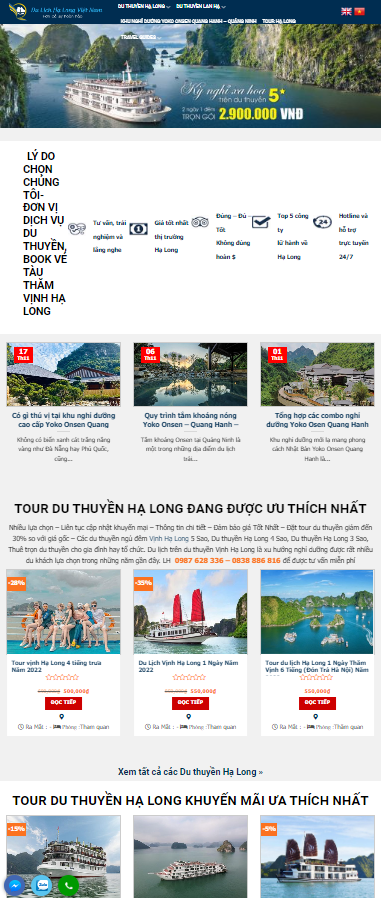 Du Lịch Hạ Long Việt Nam
DU THUYỀN HẠ LONG
DU THUYỀN LAN HẠ
KHU NGHỈ DƯỠNG YOKO ONSEN QUANG HANH – QUẢNG NINH
TOUR HẠ LONG
TRAVEL GUIDES
Kỳ nghỉ xa hoa 5
trên du thuyền
2 ngày 1 đêm
TRỌN GÓI 2.900.000 VNĐ
LÝ DO
CHỌN
CHÚNG
TÔI-
ĐƠN VỊ
DỊCH VỤ
DU
THUYỀN,
BOOK VÉ
TÀU
THĂM
VỊNH HẠ
LONG
Tư vấn, trải
nghiệm và
lắng nghe
Giá tốt nhất
thị trường
Hạ Long
Đúng – Đủ –
Tốt
Không đúng
hoàn $
Top 5 công
ty
lữ hành về
Hạ Long
Hotline và
hỗ trợ
trực tuyến
24/7
17
Th11
06
Th11
01
Th11
Có gì thú vị tại khu nghỉ dưỡng
cao cấp Yoko Onsen Quang
Không có biển xanh cát trắng nắng
vàng như Đà Nẵng hay Phú Quốc,
cũng...
Quy trình tắm khoáng nóng
Yoko Onsen – Quang Hanh –
Tắm khoáng Onsen tại Quảng Ninh là
một trong những địa điểm du lịch
trải...
Tổng hợp các combo nghỉ
dưỡng Yoko Osen Quang Hanh
Khu nghỉ dưỡng mới lạ mang phong
cách Nhật Bản Yoko Onsen Quang
Hanh là...
TOUR DU THUYỀN HẠ LONG ĐANG ĐƯỢC ƯU THÍCH NHẤT
Nhiều lựa chọn – Liên tục cập nhật khuyến mại – Thông tin chi tiết – Đảm bảo giá Tốt Nhất – Đặt tour du thuyền giảm đến
30% so với giá gốc – Các du thuyền ngủ đêm Vịnh Hạ Long 5 Sao, Du thuyền Hạ Long 4 Sao, Du thuyền Hạ Long 3 Sao,
Thuê trọn du thuyền cho gia đình hay tổ chức. Du lịch trên du thuyền Vịnh Hạ Long là xu hướng nghỉ dưỡng được rất nhiều
du khách lựa chọn trong những năm gần đây. LH 0987 628 336 – 0838 886 816 để được tư vấn miễn phí
-28%
-35%
Tour vịnh Hạ Long 4 tiếng trưa
Năm 2022
500,000₫
ĐỌC TIẾP
Ra Mắt : - Phòng :Tham quan
Du Lịch Vịnh Hạ Long 1 Ngày Năm
2022
550,000₫
ĐỌC TIẾP
Ra Mắt : - Phòng :Tham quan
Tour du lịch Hạ Long 1 Ngày Thăm
Vịnh 6 Tiếng (Đón Trả Hà Nội) Năm
550,000₫
ĐỌC TIẾP
Ra Mắt : - Phòng :Thăm quan
Xem tất cả các Du thuyền Hạ Long »
TOUR DU THUYỀN HẠ LONG KHUYẾN MÃI ƯA THÍCH NHẤT
-15%
-5%
Zalo